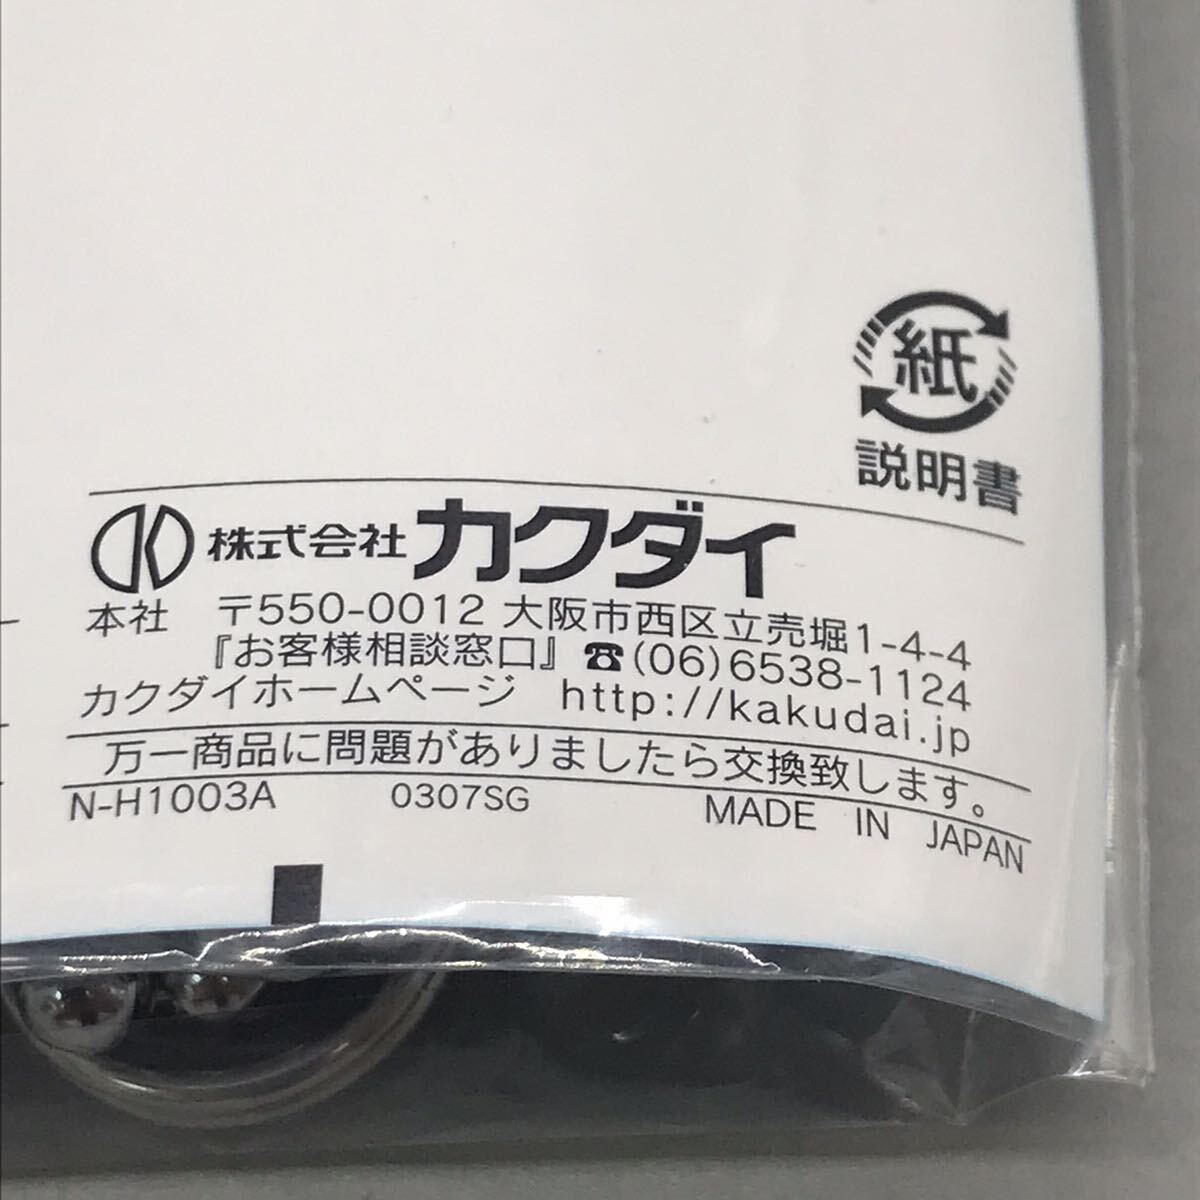 紙
説明書
株式会社カクダイ
本社 〒550-0012 大阪市西区立売堀1-4-4
『お客様相談窓口』☎(06)6538-1124
カクダイホームページ http://kakudai.jp
万一商品に問題がありましたら交換致します。
N-H1003A 0307SG MADE IN JAPAN